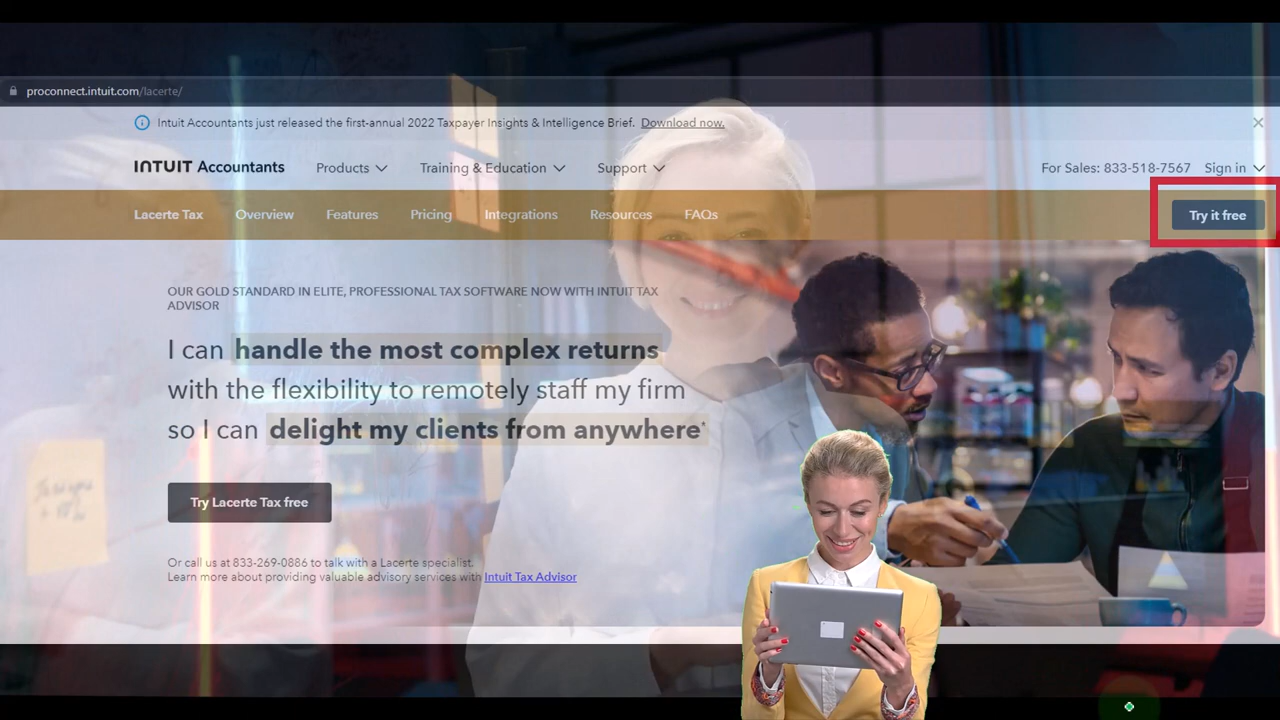 proconnect.intuit.com/lacerte/
Intuit Accountants just released the first-annual 2022 Taxpayer Insights & Intelligence Brief. Download now.
INTUIT Accountants Products Training & Education Support For Sales: 833-518-7567 Sign in
Lacerte Tax Overview Features Pricing Integrations Resources FAQs Try it free
OUR GOLD STANDARD IN ELITE, PROFESSIONAL TAX SOFTWARE NOW WITH INTUIT TAX
ADVISOR
I can handle the most complex returns
with the flexibility to remotely staff my firm
so I can delight my clients from anywhere*
Try Lacerte Tax free
Or call us at 833-269-0886 to talk with a Lacerte specialist.
Learn more about providing valuable advisory services with Intuit Tax Advisor